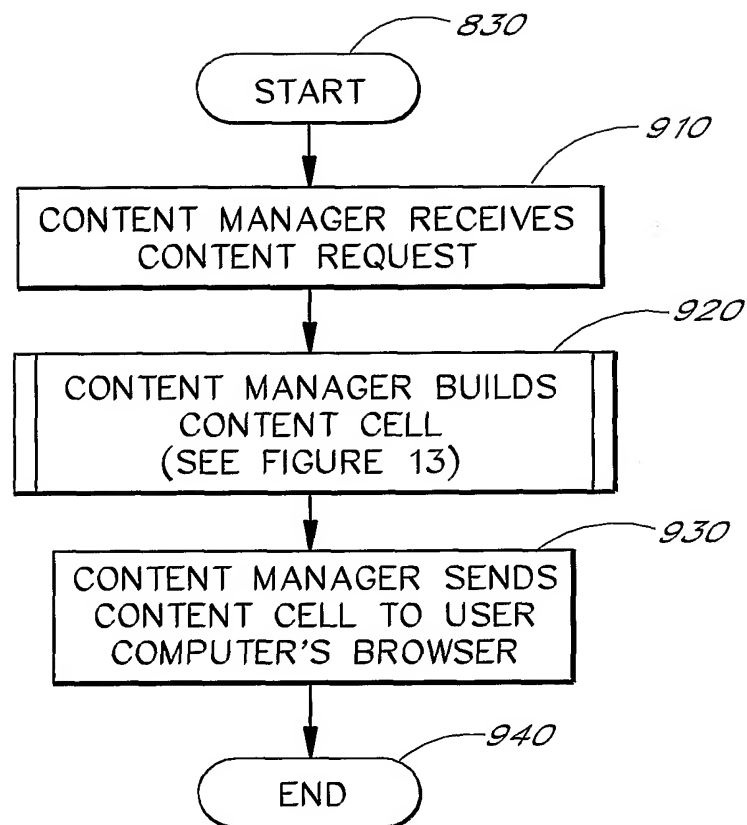 830
START
910
CONTENT MANAGER RECEIVES
CONTENT REQUEST
920
CONTENT MANAGER BUILDS
CONTENT CELL
(SEE FIGURE 13)
930
CONTENT MANAGER SENDS
CONTENT CELL TO USER
COMPUTER'S BROWSER
940
END